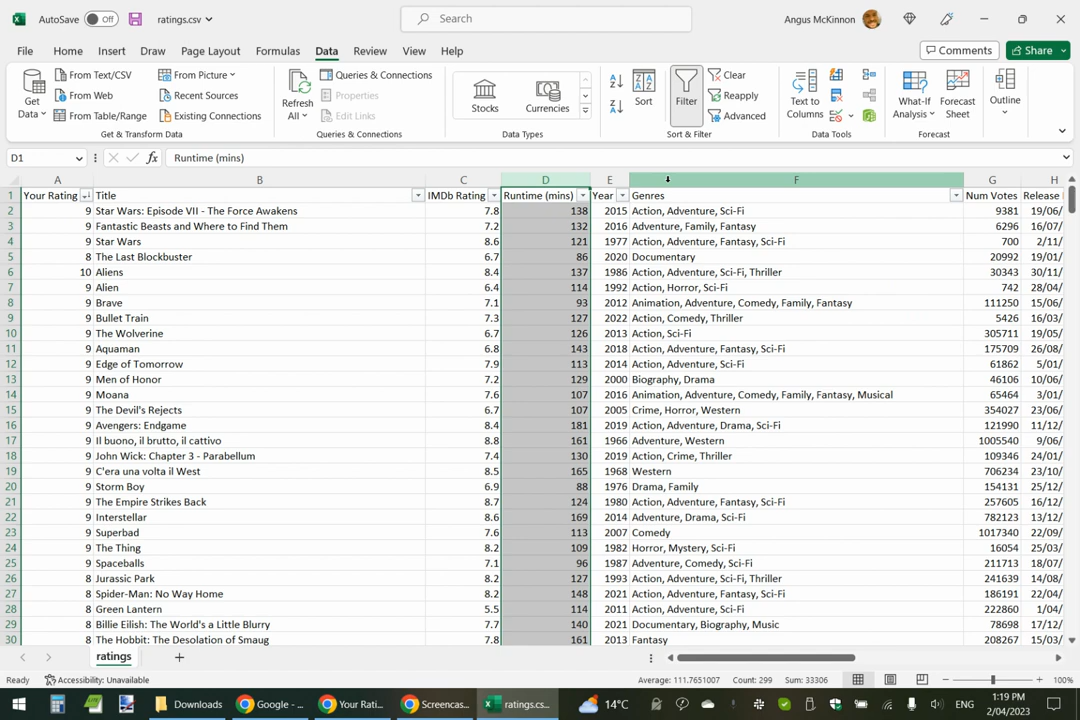 AutoSave Off ratings.csv Search Angus McKinnon
File Home Insert Draw Page Layout Formulas Data Review View Help Comments Share
Get Data From Text/CSV From Web From Table/Range From Picture Recent Sources Existing Connections
Refresh All Queries & Connections Properties Edit Links
Stocks Currencies
Sort Filter Clear Reapply Advanced
Text to Columns What-If Analysis Forecast Sheet Outline
Get & Transform Data Queries & Connections Data Types Sort & Filter Data Tools Forecast
D1 fx Runtime (mins)
A B C D E F G H
1 Your Rating Title IMDb Rating Runtime (mins) Year Genres Num Votes Release
2 9 Star Wars: Episode VII - The Force Awakens 7.8 138 2015 Action, Adventure, Sci-Fi 9381 19/06/
3 9 Fantastic Beasts and Where to Find Them 7.2 132 2016 Adventure, Family, Fantasy 6296 16/07/
4 9 Star Wars 8.6 121 1977 Action, Adventure, Fantasy, Sci-Fi 700 2/11/
5 8 The Last Blockbuster 6.7 86 2020 Documentary 20992 19/01/
6 10 Aliens 8.4 137 1986 Action, Adventure, Sci-Fi, Thriller 30343 30/11/
7 9 Alien 6.4 114 1992 Action, Horror, Sci-Fi 742 28/04/
8 9 Brave 7.1 93 2012 Animation, Adventure, Comedy, Family, Fantasy 111250 15/06/
9 9 Bullet Train 7.3 127 2022 Action, Comedy, Thriller 5426 16/03/
10 9 The Wolverine 6.7 126 2013 Action, Sci-Fi 305711 19/05/
11 9 Aquaman 6.8 143 2018 Action, Adventure, Fantasy, Sci-Fi 175709 26/08/
12 9 Edge of Tomorrow 7.9 113 2014 Action, Adventure, Sci-Fi 61862 5/01/
13 9 Men of Honor 7.2 129 2000 Biography, Drama 46106 10/06/
14 9 Moana 7.6 107 2016 Animation, Adventure, Comedy, Family, Fantasy, Musical 65464 3/01/
15 9 The Devil's Rejects 6.7 107 2005 Crime, Horror, Western 354027 23/06/
16 9 Avengers: Endgame 8.4 181 2019 Action, Adventure, Drama, Sci-Fi 121990 11/12/
17 9 Il buono, il brutto, il cattivo 8.8 161 1966 Adventure, Western 1005540 9/06/
18 9 John Wick: Chapter 3 - Parabellum 7.4 130 2019 Action, Crime, Thriller 109346 24/01/
19 9 C'era una volta il West 8.5 165 1968 Western 706234 23/07/
20 9 Storm Boy 6.9 88 1976 Drama, Family 154131 25/12/
21 9 The Empire Strikes Back 8.7 124 1980 Action, Adventure, Fantasy, Sci-Fi 257605 16/12/
22 9 Interstellar 8.6 169 2014 Adventure, Drama, Sci-Fi 782123 13/12/
23 9 Superbad 7.6 113 2007 Comedy 1017340 22/09/
24 9 The Thing 8.2 109 1982 Horror, Mystery, Sci-Fi 16054 25/03/
25 9 Spaceballs 7.1 96 1987 Adventure, Comedy, Sci-Fi 211713 18/07/
26 8 Jurassic Park 8.2 127 1993 Action, Adventure, Sci-Fi, Thriller 241639 14/08/
27 8 Spider-Man: No Way Home 8.2 148 2021 Action, Adventure, Fantasy, Sci-Fi 186191 22/04/
28 8 Green Lantern 5.5 114 2011 Action, Adventure, Sci-Fi 222860 1/04/
29 8 Billie Eilish: The World's a Little Blurry 7.7 140 2021 Documentary, Biography, Music 78698 17/12/
30 8 The Hobbit: The Desolation of Smaug 7.8 161 2013 Fantasy 208267 15/03/
ratings
Ready Accessibility: Unavailable Average: 111.7651007 Count: 299 Sum: 33306 100%
Downloads Google - ... Your Rati... Screencas... ratings.cs... 14°C ENG 1:19 PM
2/04/2023